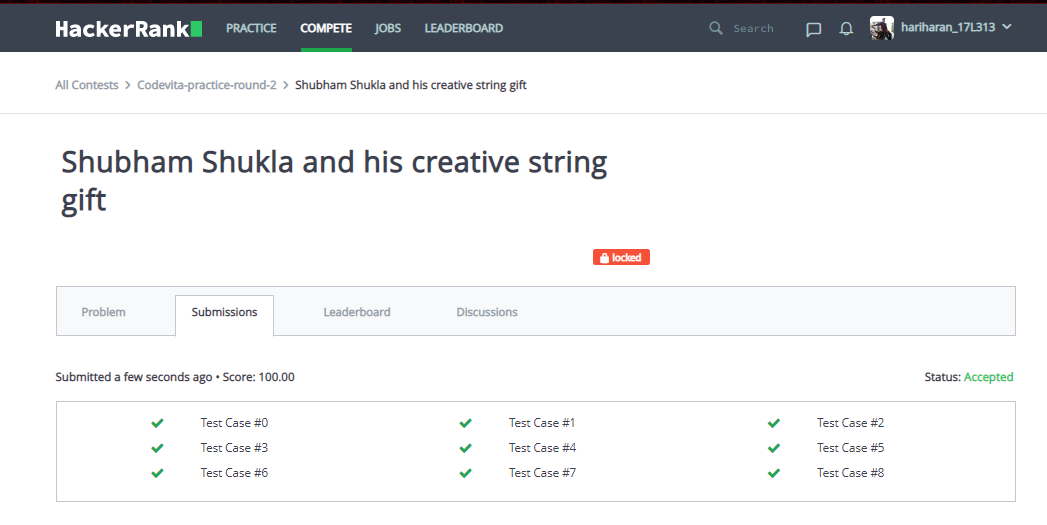 HackerRank PRACTICE COMPETE JOBS LEADERBOARD Search hariharan_17L313
All Contests > Codevita-practice-round-2 > Shubham Shukla and his creative string gift
Shubham Shukla and his creative string
gift
locked
Problem Submissions Leaderboard Discussions
Submitted a few seconds ago • Score: 100.00 Status: Accepted
Test Case #0 Test Case #1 Test Case #2
Test Case #3 Test Case #4 Test Case #5
Test Case #6 Test Case #7 Test Case #8